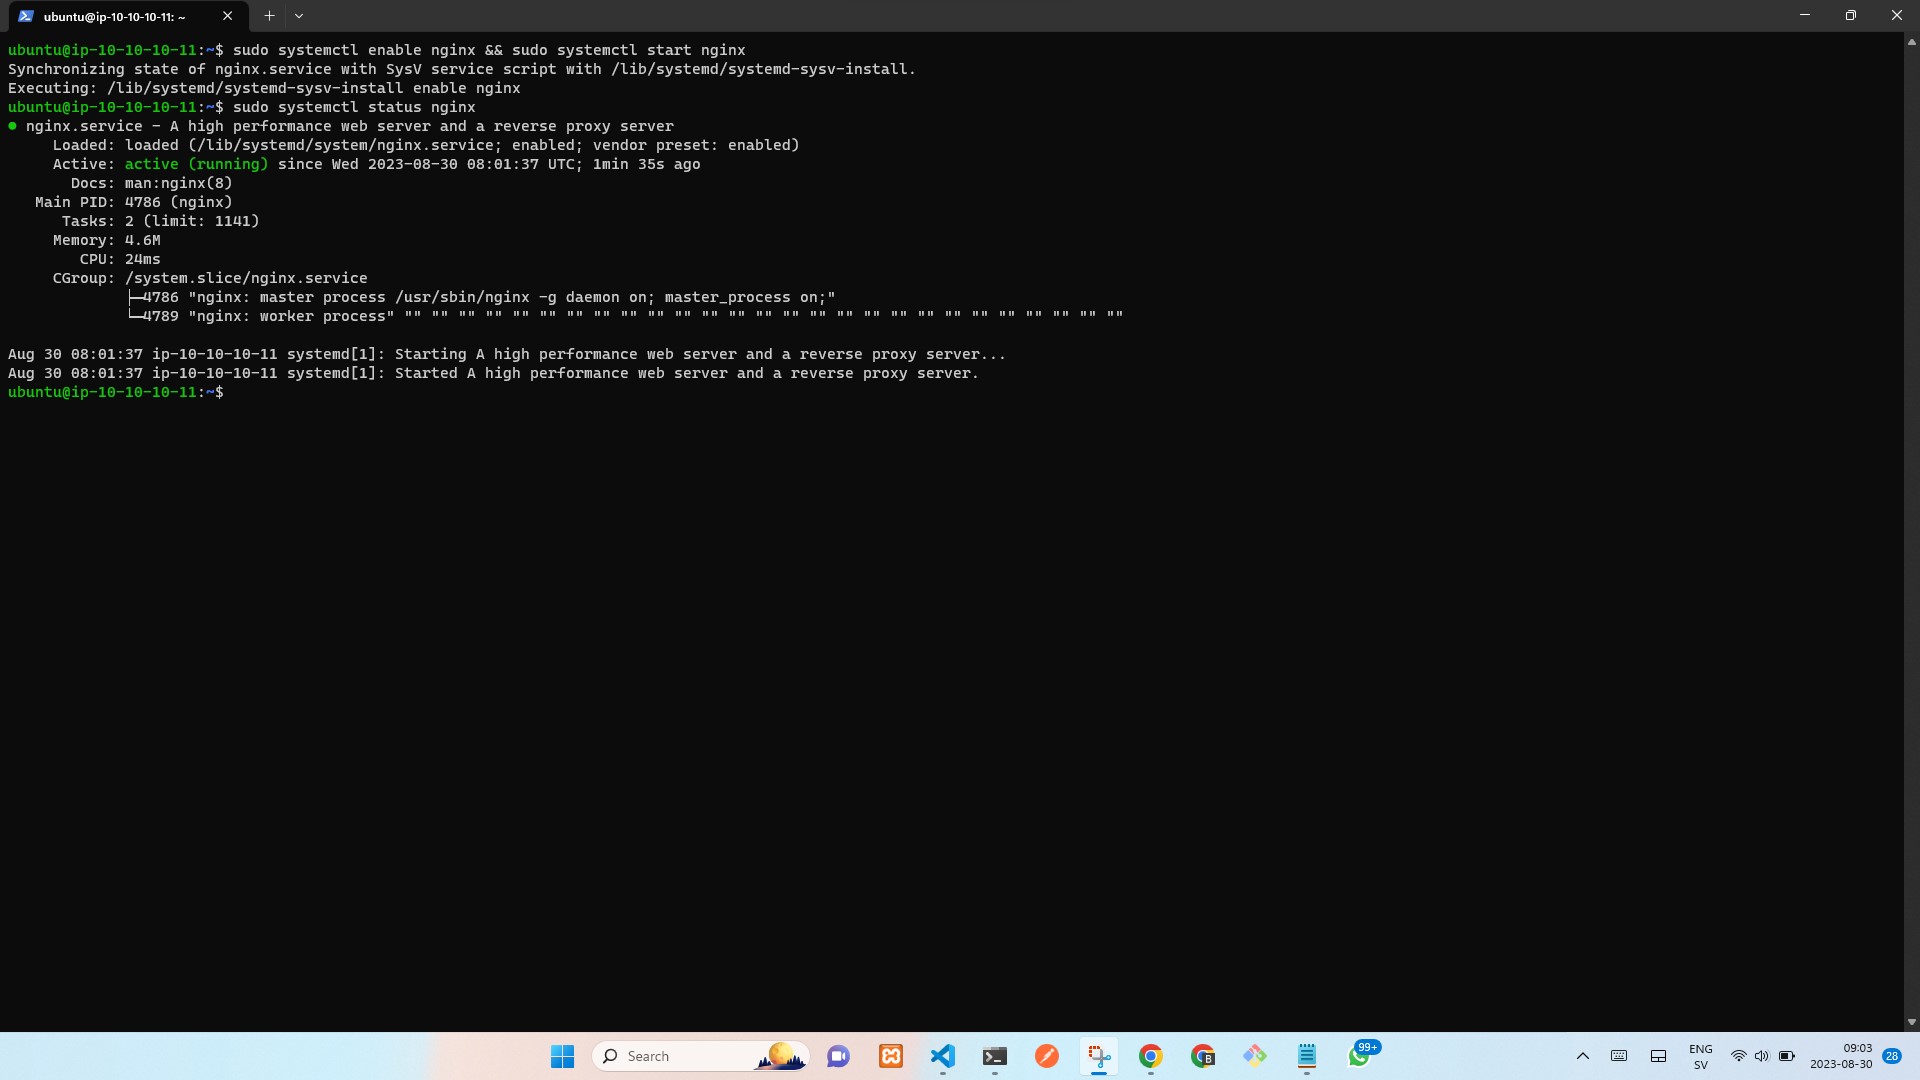 ubuntu@ip-10-10-10-11: ~
ubuntu@ip-10-10-10-11:~$ sudo systemctl enable nginx && sudo systemctl start nginx
Synchronizing state of nginx.service with SysV service script with /lib/systemd/systemd-sysv-install.
Executing: /lib/systemd/systemd-sysv-install enable nginx
ubuntu@ip-10-10-10-11:~$ sudo systemctl status nginx
● nginx.service - A high performance web server and a reverse proxy server
     Loaded: loaded (/lib/systemd/system/nginx.service; enabled; vendor preset: enabled)
     Active: active (running) since Wed 2023-08-30 08:01:37 UTC; 1min 35s ago
       Docs: man:nginx(8)
   Main PID: 4786 (nginx)
      Tasks: 2 (limit: 1141)
     Memory: 4.6M
        CPU: 24ms
     CGroup: /system.slice/nginx.service
             ├─4786 "nginx: master process /usr/sbin/nginx -g daemon on; master_process on;"
             └─4789 "nginx: worker process" "" "" "" "" "" "" "" "" "" "" "" "" "" "" "" "" "" "" "" "" "" "" "" "" "" "" ""
Aug 30 08:01:37 ip-10-10-10-11 systemd[1]: Starting A high performance web server and a reverse proxy server...
Aug 30 08:01:37 ip-10-10-10-11 systemd[1]: Started A high performance web server and a reverse proxy server.
ubuntu@ip-10-10-10-11:~$
Search
B
99+
ENG
SV
09:03
2023-08-30
28